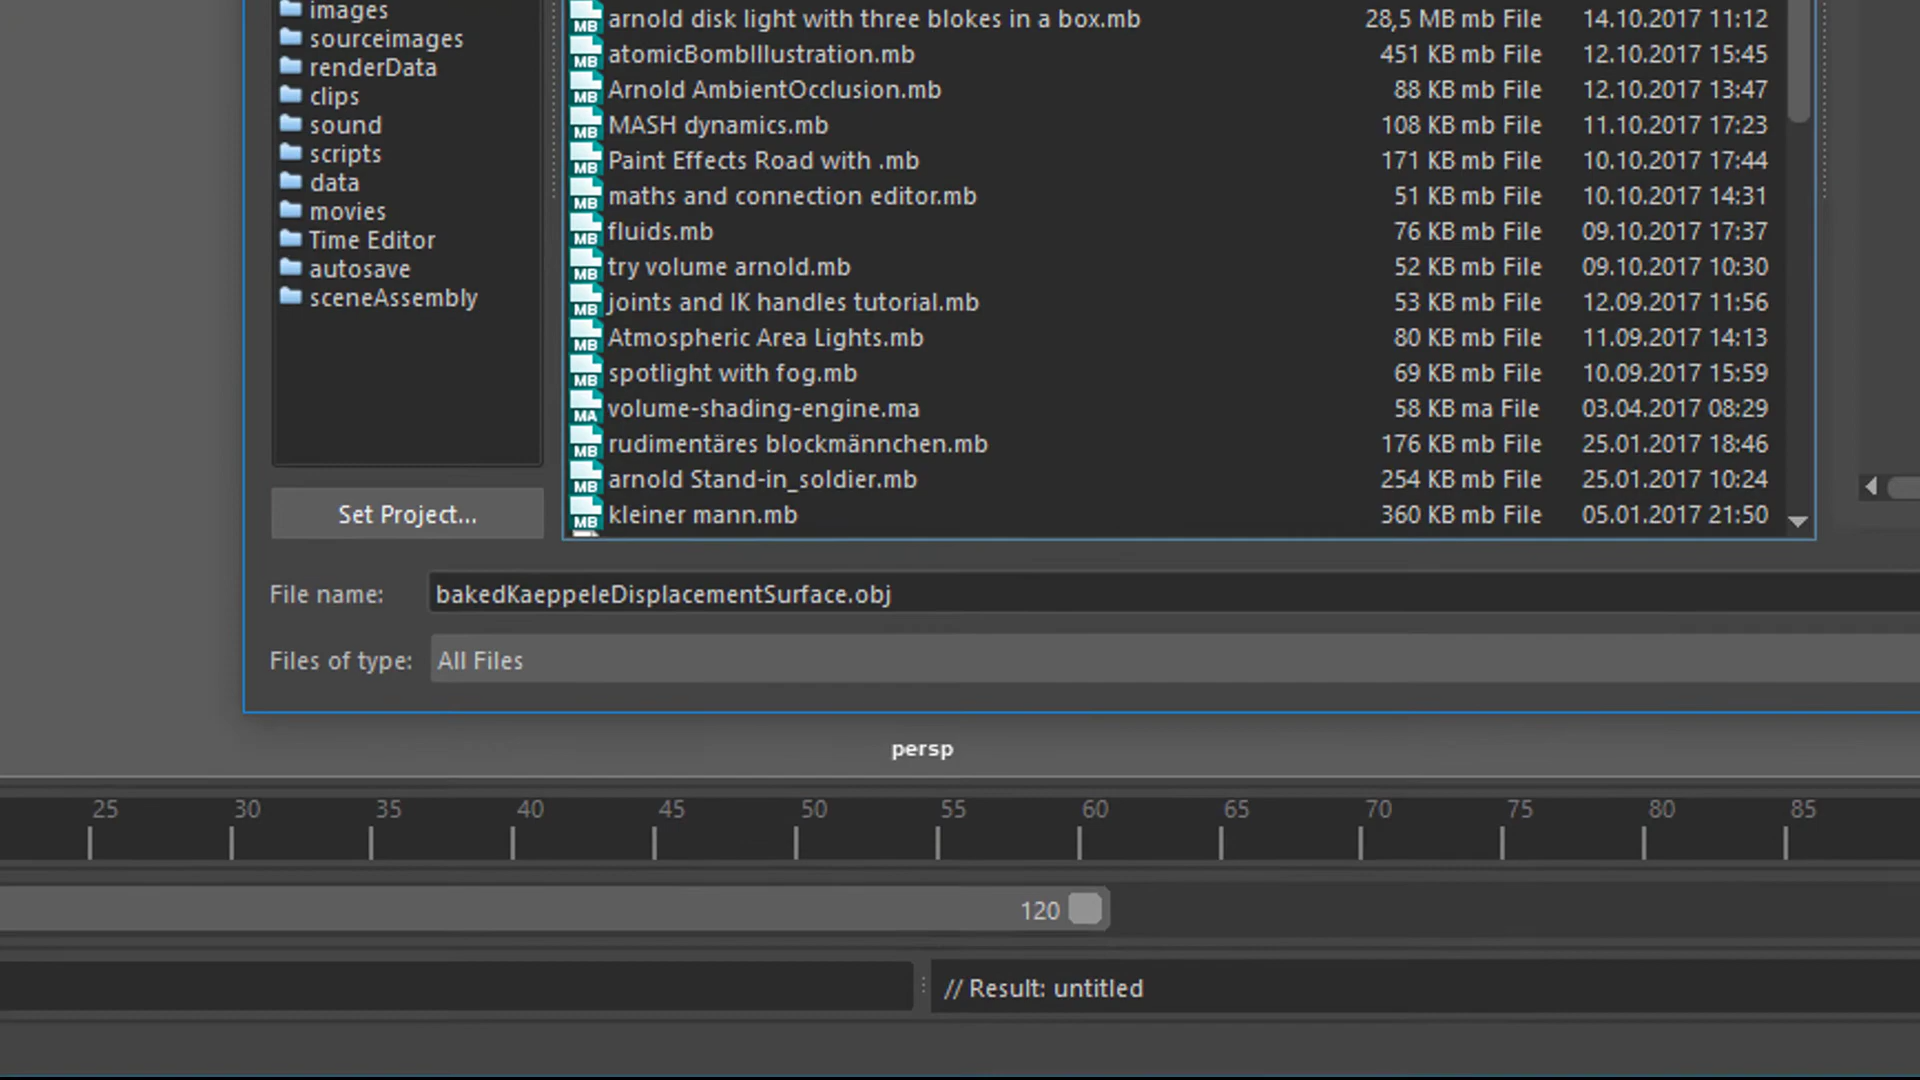 images
sourceimages
renderData
clips
sound
scripts
data
movies
Time Editor
autosave
sceneAssembly
Set Project...
arnold disk light with three blokes in a box.mb 28,5 MB mb File 14.10.2017 11:12
atomicBombIllustration.mb 451 KB mb File 12.10.2017 15:45
Arnold AmbientOcclusion.mb 88 KB mb File 12.10.2017 13:47
MASH dynamics.mb 108 KB mb File 11.10.2017 17:23
Paint Effects Road with .mb 171 KB mb File 10.10.2017 17:44
maths and connection editor.mb 51 KB mb File 10.10.2017 14:31
fluids.mb 76 KB mb File 09.10.2017 17:37
try volume arnold.mb 52 KB mb File 09.10.2017 10:30
joints and IK handles tutorial.mb 53 KB mb File 12.09.2017 11:56
Atmospheric Area Lights.mb 80 KB mb File 11.09.2017 14:13
spotlight with fog.mb 69 KB mb File 10.09.2017 15:59
volume-shading-engine.ma 58 KB ma File 03.04.2017 08:29
rudimentäres blockmännchen.mb 176 KB mb File 25.01.2017 18:46
arnold Stand-in_soldier.mb 254 KB mb File 25.01.2017 10:24
kleiner mann.mb 360 KB mb File 05.01.2017 21:50
File name: bakedKaeppeleDisplacementSurface.obj
Files of type: All Files
persp
25 30 35 40 45 50 55 60 65 70 75 80 85
120
// Result: untitled